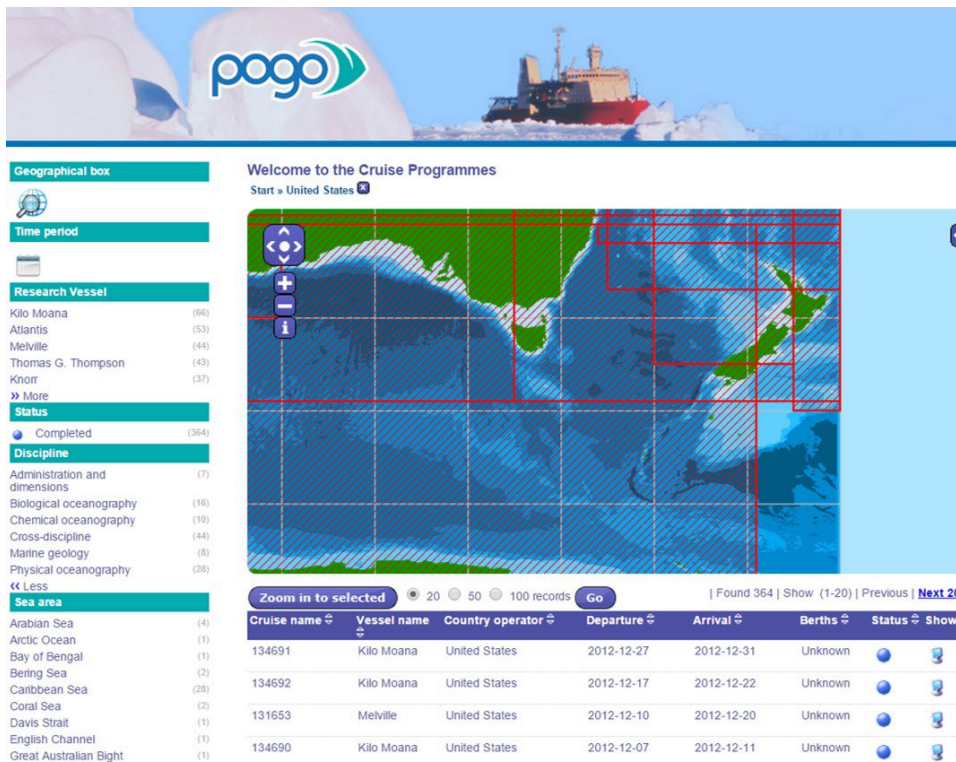 pogo
Geographical box
Time period
Research Vessel
Kilo Moana (66)
Atlantis (53)
Melville (44)
Thomas G. Thompson (43)
Knorr (37)
» More
Status
Completed (364)
Discipline
Administration and (7)
dimensions
Biological oceanography (16)
Chemical oceanography (10)
Cross-discipline (44)
Marine geology (8)
Physical oceanography (28)
« Less
Sea area
Arabian Sea (4)
Arctic Ocean (1)
Bay of Bengal (1)
Bering Sea (2)
Caribbean Sea (28)
Coral Sea (2)
Davis Strait (1)
English Channel (1)
Great Australian Bight (1)
Welcome to the Cruise Programmes
Start » United States
Zoom in to selected 20 50 100 records Go | Found 364 | Show (1-20) | Previous | Next 20
Cruise name Vessel name Country operator Departure Arrival Berths Status Show
134691 Kilo Moana United States 2012-12-27 2012-12-31 Unknown
134692 Kilo Moana United States 2012-12-17 2012-12-22 Unknown
131653 Melville United States 2012-12-10 2012-12-20 Unknown
134690 Kilo Moana United States 2012-12-07 2012-12-11 Unknown